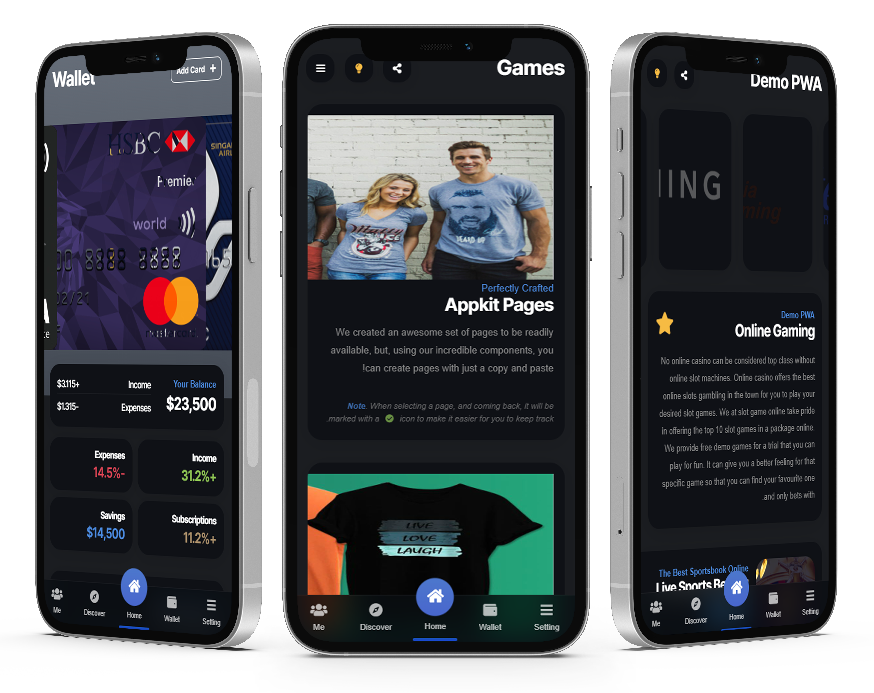 Wallet
Add Card +
HSBC
Premie
SINGA
AIRL
world
8888 8888
02/21
$3.115+ Income Your Balance
$1.315- Expenses $23,500
Expenses Income
14.5%- 31.2%+
Savings Subscriptions
$14,500 11.2%+
Me Discover Home Wallet Setting
Games
Perfectly Crafted
Appkit Pages
We created an awesome set of pages to be readily
available, but, using our incredible components, you
!can create pages with just a copy and paste
Note. When selecting a page, and coming back, it will be
.marked with a icon to make it easier for you to keep track
LIVE
LOVE
LAUGH
Me Discover Home Wallet Setting
Demo PWA
ING
ming
Demo PWA
Online Gaming
No online casino can be considered top class without
online slot machines. Online casino offers the best
online slots gambling in the town for you to play your
desired slot games. We at slot game online take pride
in offering the top 10 slot games in a package online.
We provide free demo games for a trial that you can
play for fun. It can give you a better feeling for that
specific game so that you can find your favourite one
.and only bets with
The Best Sportsbook Online
Live Sports Be
Me Discover Home Wallet Setting